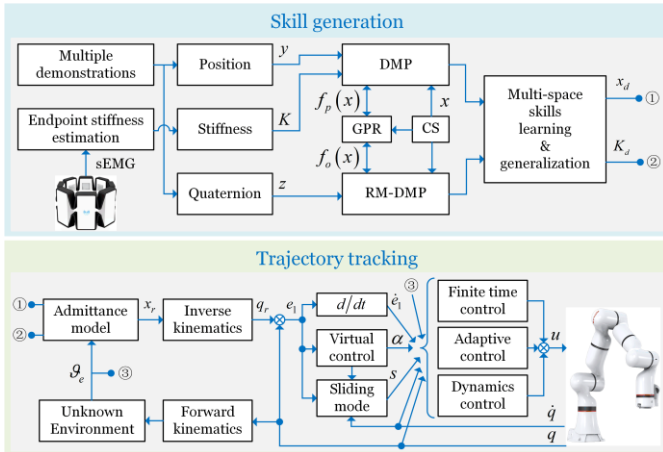 Skill generation
Multiple
demonstrations
Position
y
DMP
Endpoint stiffness
estimation
Stiffness
K
f_p(x)
x
GPR
CS
f_o(x)
sEMG
Quaternion
z
RM-DMP
Multi-space
skills
learning
&
generalization
x_d
①
K_d
②
Trajectory tracking
①
②
Admittance
model
x_r
Inverse
kinematics
q_r
e_1
d/dt
ė_1
③
Virtual
control
α
Sliding
mode
s
Finite time
control
Adaptive
control
Dynamics
control
u
ϑ_e
③
Unknown
Environment
Forward
kinematics
q̇
q